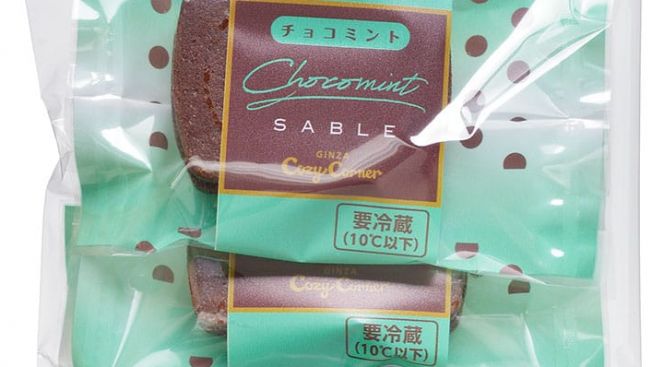 チョコミント
Chocomint
SABLE
GINZA
Cozy Corner
要冷蔵
(10℃以下)
GINZA
Cozy Corner
要冷蔵
(10℃以下)